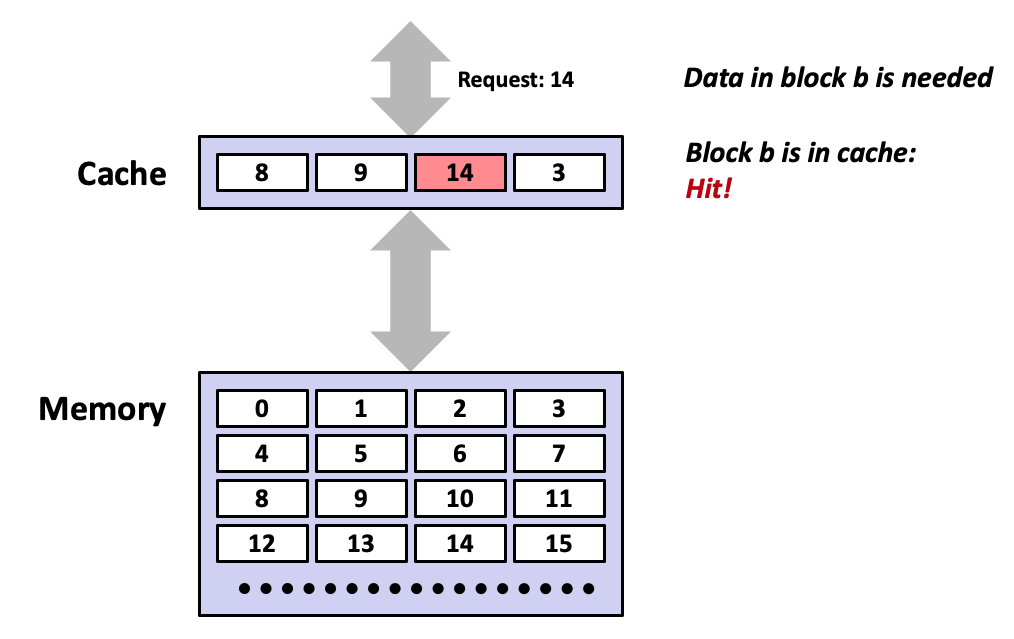 Request: 14
Data in block b is needed
Cache
8 9 14 3
Block b is in cache:
Hit!
Memory
0 1 2 3
4 5 6 7
8 9 10 11
12 13 14 15